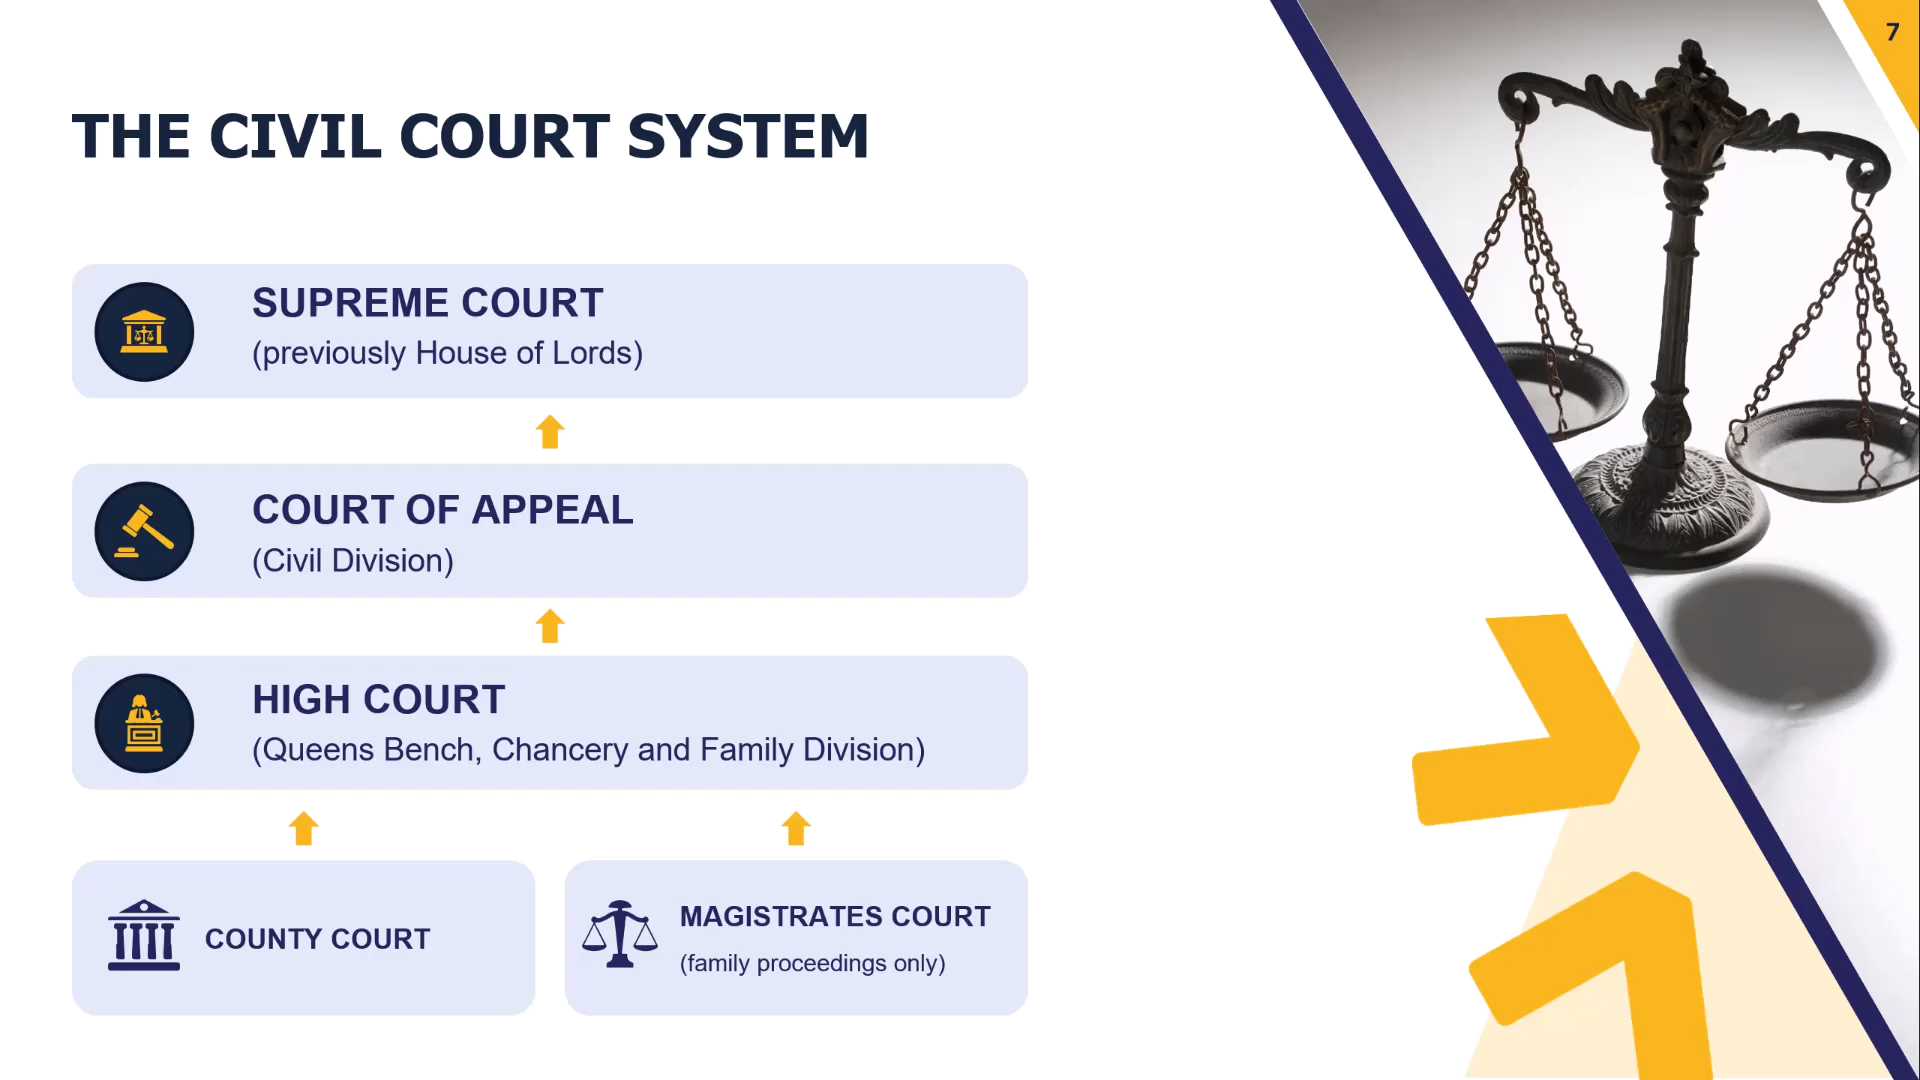 7
THE CIVIL COURT SYSTEM
SUPREME COURT
(previously House of Lords)
COURT OF APPEAL
(Civil Division)
HIGH COURT
(Queens Bench, Chancery and Family Division)
COUNTY COURT
MAGISTRATES COURT
(family proceedings only)